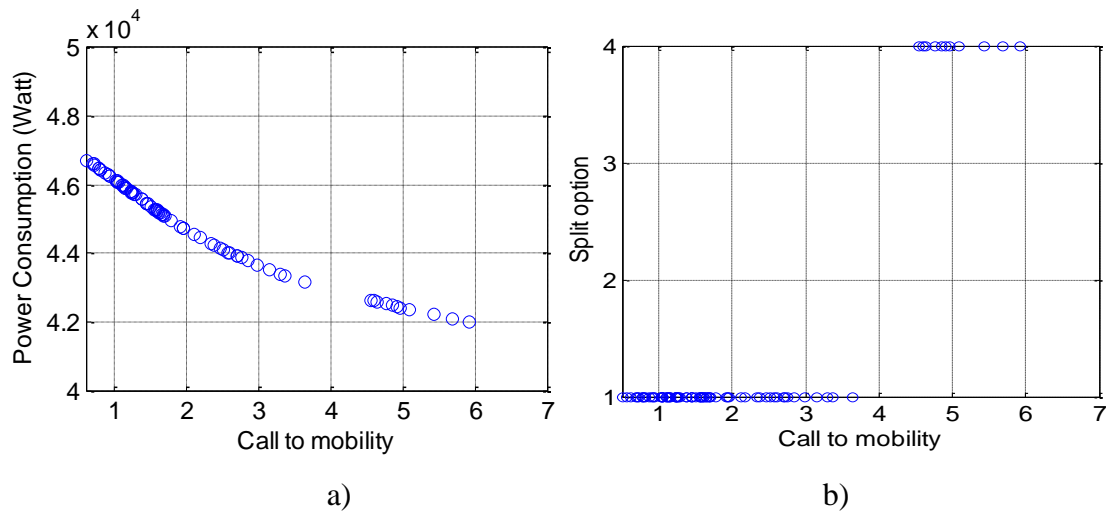 x 10⁴
5
4.8
4.6
4.4
4.2
4
Power Consumption (Watt)
1 2 3 4 5 6 7
Call to mobility
a)
4
3
2
1
Split option
1 2 3 4 5 6 7
Call to mobility
b)